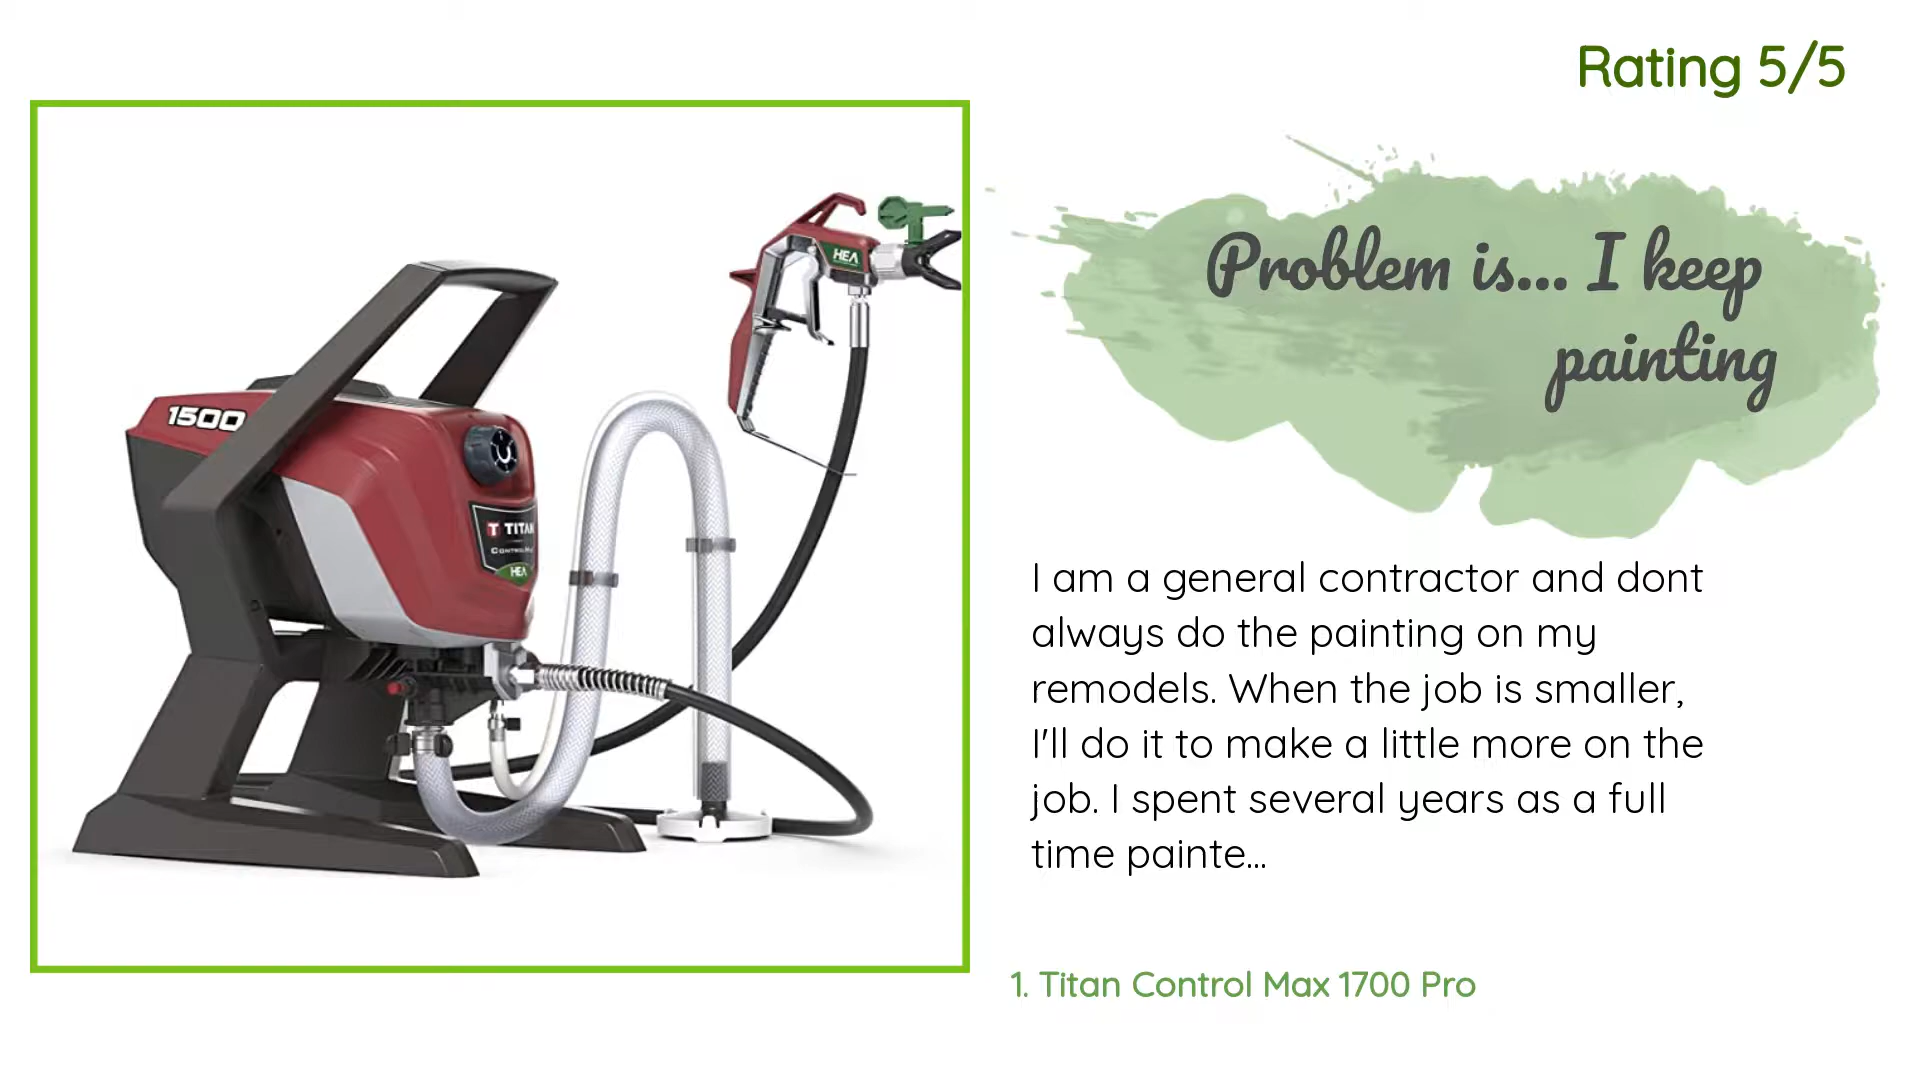 Rating 5/5
Problem is... I keep
painting
HEA
1500
TITAN
HEA
I am a general contractor and dont
always do the painting on my
remodels. When the job is smaller,
I'll do it to make a little more on the
job. I spent several years as a full
time painte...
1. Titan Control Max 1700 Pro